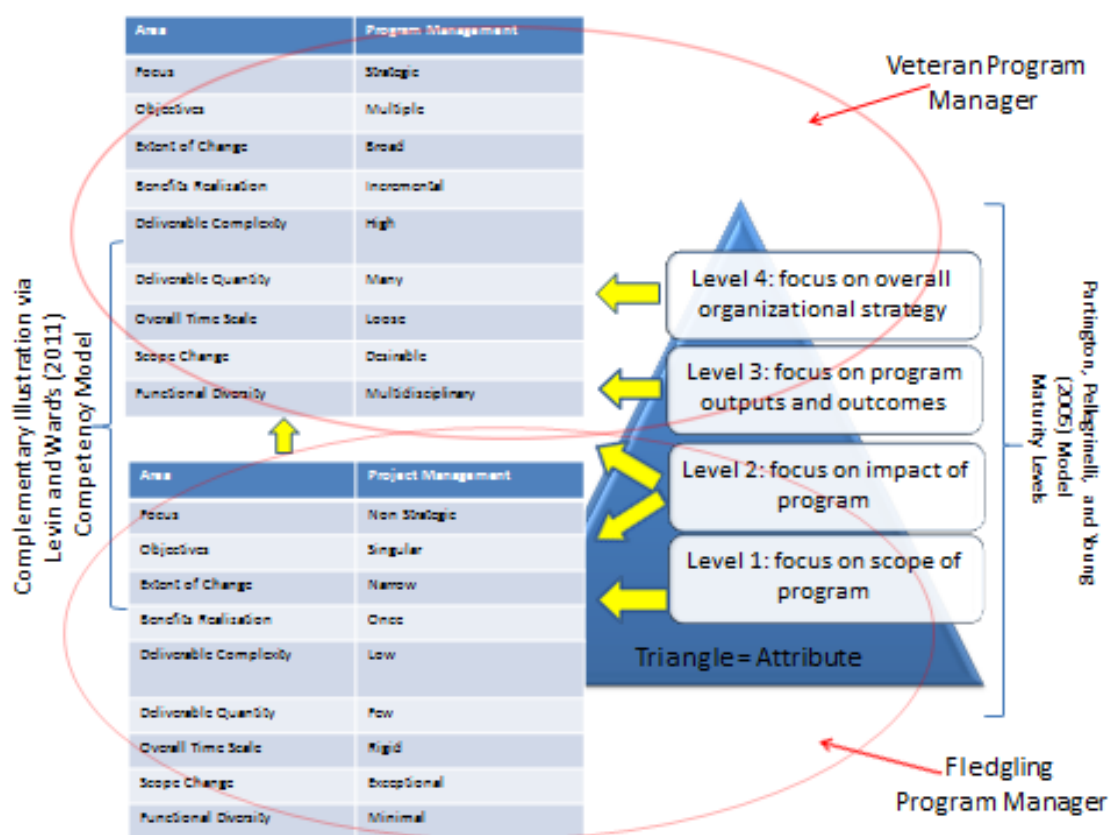 Area Program Management
Focus Strategic
Objectives Multiple
Extent of Change Broad
Benefits Realisation Incremental
Deliverable Complexity High
Deliverable Quantity Many
Overall Time Scale Loose
Scope Change Desirable
Functional Diversity Multidisciplinary
Area Project Management
Focus Non Strategic
Objectives Singular
Extent of Change Narrow
Benefits Realisation Once
Deliverable Complexity Low
Deliverable Quantity Few
Overall Time Scale Rigid
Scope Change Exceptional
Functional Diversity Minimal
Complementary Illustration via
Levin and Ward's (2011)
Competency Model
Veteran Program
Manager
Level 4: focus on overall
organizational strategy
Level 3: focus on program
outputs and outcomes
Level 2: focus on impact of
program
Level 1: focus on scope of
program
Triangle = Attribute
Partington, Pellegrinelli, and Young
(2005) Model
Maturity Levels
Fledgling
Program Manager